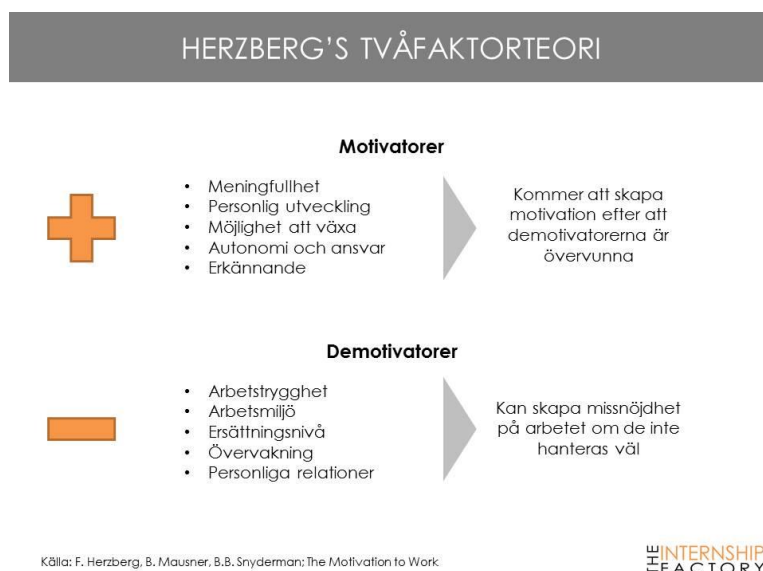 HERZBERG'S TVÅFAKTORTEORI
Motivatorer
• Meningfullhet
• Personlig utveckling
• Möjlighet att växa
• Autonomi och ansvar
• Erkännande
Kommer att skapa
motivation efter att
demotivatorerna är
övervunna
Demotivatorer
• Arbetstrygghet
• Arbetsmiljö
• Ersättningsnivå
• Övervakning
• Personliga relationer
Kan skapa missnöjdhet
på arbetet om de inte
hanteras väl
Källa: F. Herzberg, B. Mausner, B.B. Snyderman; The Motivation to Work
THE INTERNSHIP
FACTORY